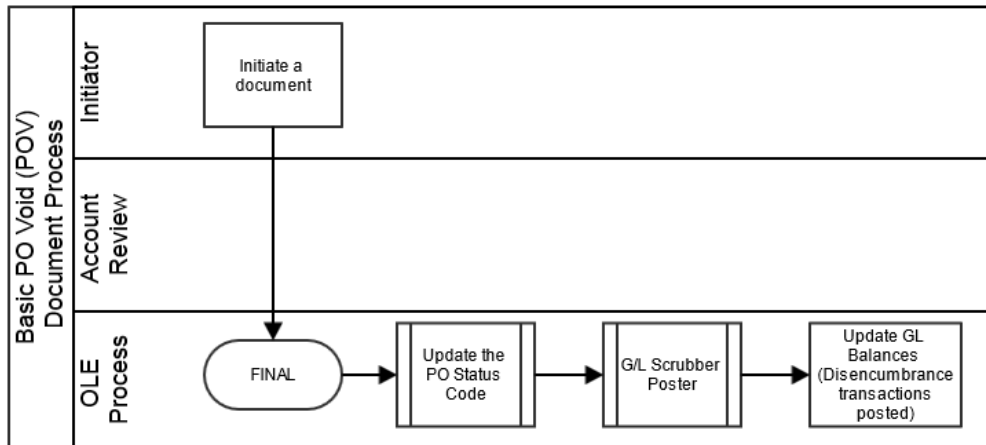 Basic PO Void (POV)
Document Process
Initiator
Initiate a
document
Account
Review
OLE
Process
FINAL
Update the
PO Status
Code
G/L Scrubber
Poster
Update GL
Balances
(Disencumbrance
transactions
posted)